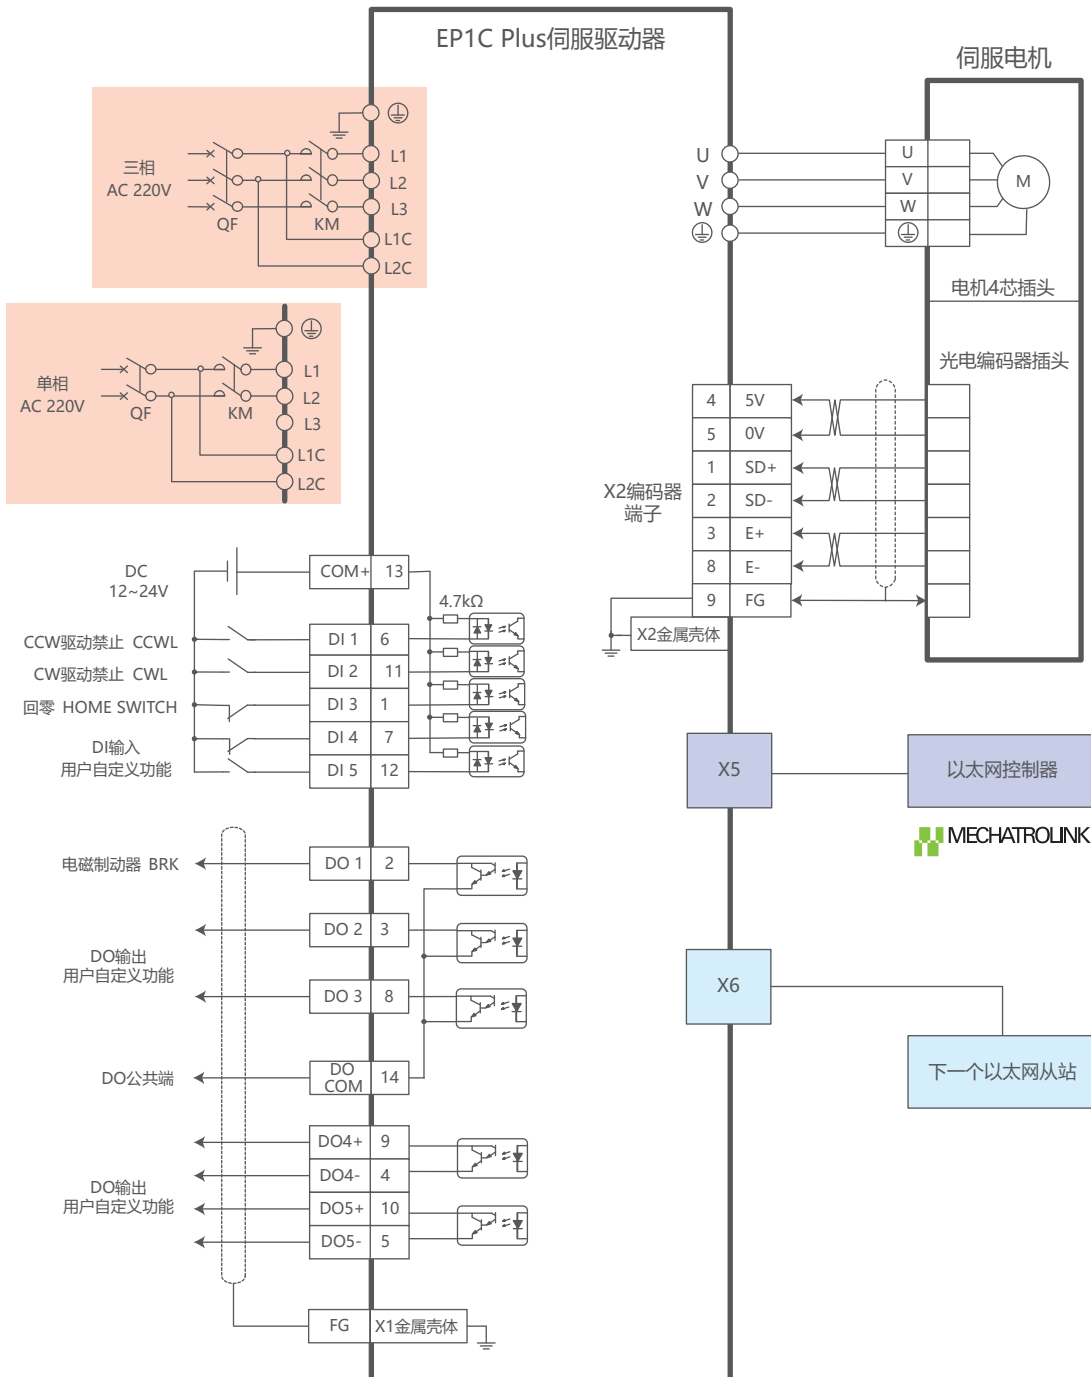 EP1C Plus伺服驱动器
伺服电机
三相
AC 220V
QF
KM
L1
L2
L3
L1C
L2C
单相
AC 220V
QF
KM
L1
L2
L3
L1C
L2C
U
V
W
U
V
W
M
电机4芯插头
光电编码器插头
X2编码器
端子
4 5V
5 0V
1 SD+
2 SD-
3 E+
8 E-
9 FG
X2金属壳体
DC
12~24V
COM+ 13
4.7kΩ
CCW驱动禁止 CCWL
DI 1 6
CW驱动禁止 CWL
DI 2 11
回零 HOME SWITCH
DI 3 1
DI输入
用户自定义功能
DI 4 7
DI 5 12
X5
以太网控制器
MECHATROLINK
电磁制动器 BRK
DO 1 2
DO输出
用户自定义功能
DO 2 3
DO 3 8
DO公共端
DO
COM
14
X6
下一个以太网从站
DO输出
用户自定义功能
DO4+ 9
DO4- 4
DO5+ 10
DO5- 5
FG X1金属壳体